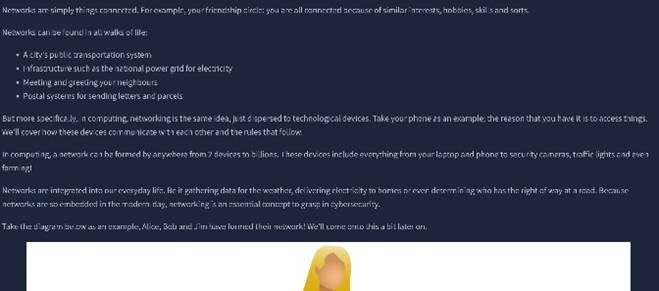 Networks are simply things connected. For example, your friendship circle: you are all connected because of similar interests, hobbies, skills and sorts.
Networks can be found in all walks of life:
• A city's public transportation system
• Infrastructure such as the national power grid for electricity
• Meeting and greeting your neighbours
• Postal systems for sending letters and parcels
But more specifically, in computing, networking is the same idea, just dispersed to technological devices. Take your phone as an example; the reason that you have it is to access things.
We'll cover how these devices communicate with each other and the rules that follow.
In computing, a network can be formed by anywhere from 2 devices to billions. These devices include everything from your laptop and phone to security cameras, traffic lights and even
farming!
Networks are integrated into our everyday life. Be it gathering data for the weather, delivering electricity to homes or even determining who has the right of way at a road. Because
networks are so embedded in the modern-day, networking is an essential concept to grasp in cybersecurity.
Take the diagram below as an example, Alice, Bob and Jim have formed their network! We'll come onto this a bit later on.